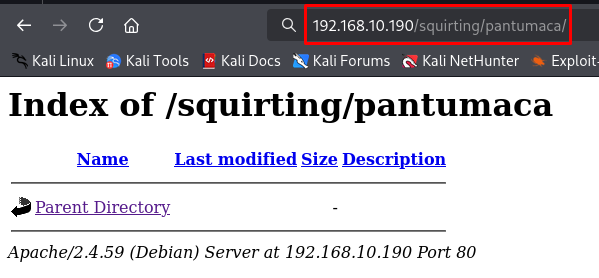 192.168.10.190/squirting/pantumaca/
Kali Linux Kali Tools Kali Docs Kali Forums Kali NetHunter Exploit-
Index of /squirting/pantumaca
Name Last modified Size Description
Parent Directory -
Apache/2.4.59 (Debian) Server at 192.168.10.190 Port 80